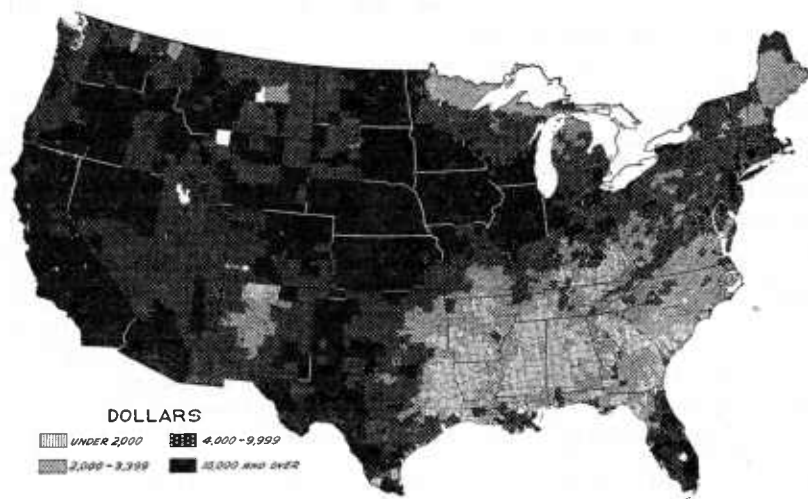 DOLLARS
UNDER 2,000
4,000-9,999
2,000-3,999
10,000 AND OVER